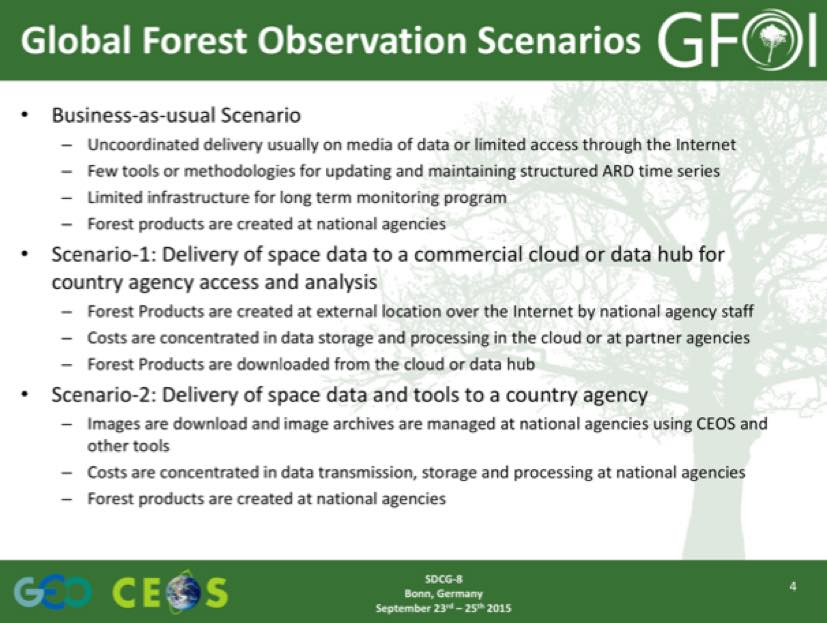 Global Forest Observation Scenarios GFOI
• Business-as-usual Scenario
– Uncoordinated delivery usually on media of data or limited access through the Internet
– Few tools or methodologies for updating and maintaining structured ARD time series
– Limited infrastructure for long term monitoring program
– Forest products are created at national agencies
• Scenario-1: Delivery of space data to a commercial cloud or data hub for
country agency access and analysis
– Forest Products are created at external location over the Internet by national agency staff
– Costs are concentrated in data storage and processing in the cloud or at partner agencies
– Forest Products are downloaded from the cloud or data hub
• Scenario-2: Delivery of space data and tools to a country agency
– Images are download and image archives are managed at national agencies using CEOS and
other tools
– Costs are concentrated in data transmission, storage and processing at national agencies
– Forest products are created at national agencies
GEO CEOS
SDCG-8
Bonn, Germany
September 23rd – 25th 2015
4